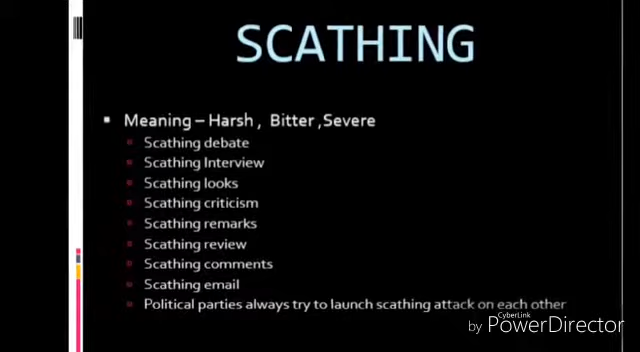 SCATHING
Meaning – Harsh , Bitter ,Severe
Scathing debate
Scathing Interview
Scathing looks
Scathing criticism
Scathing remarks
Scathing review
Scathing comments
Scathing email
Political parties always try to launch scathing attack on each other
CyberLink
by PowerDirector